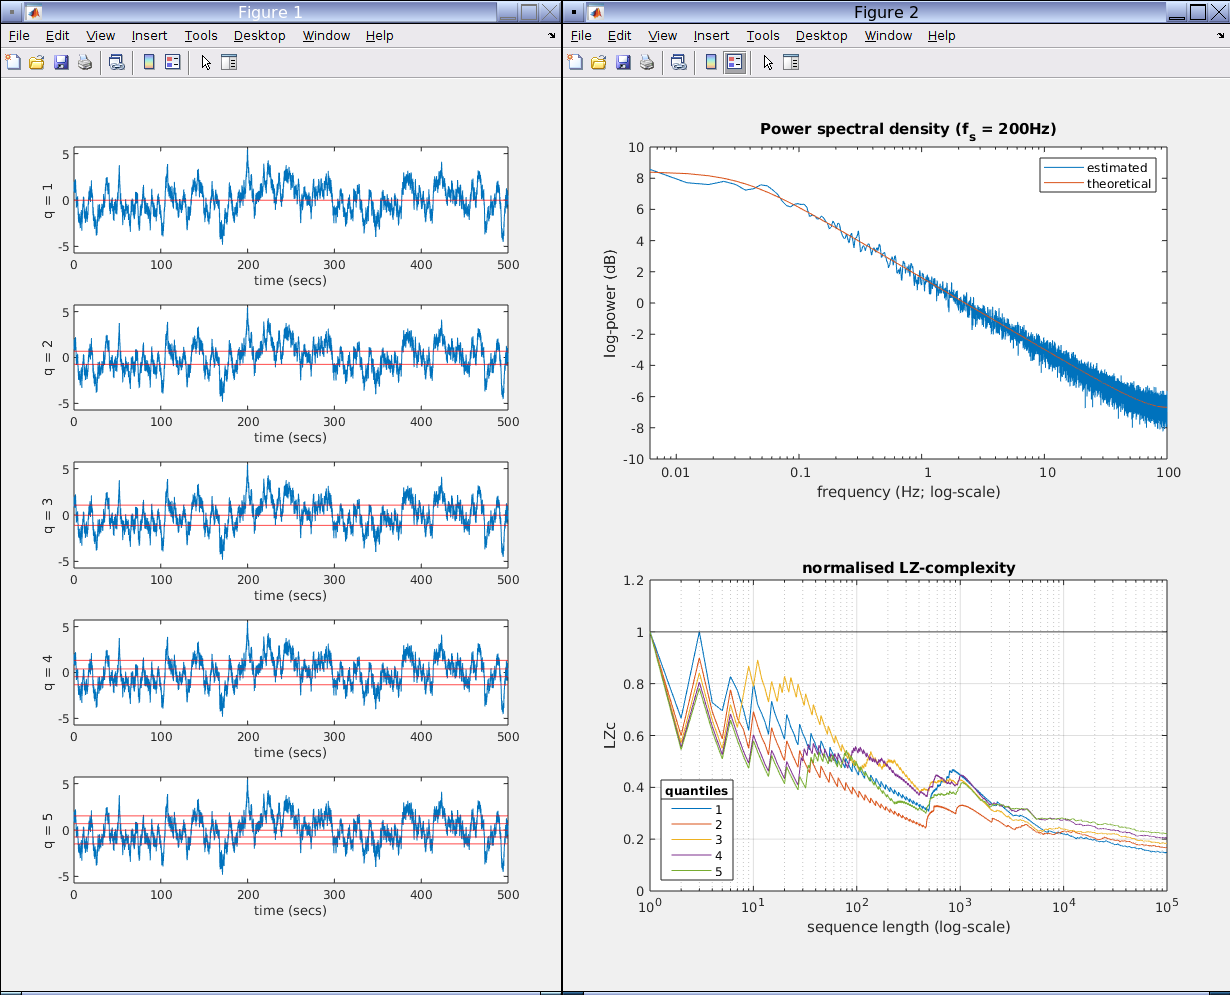 Figure 1
File Edit View Insert Tools Desktop Window Help
5
0
-5
q = 1
0 100 200 300 400 500
time (secs)
5
0
-5
q = 2
0 100 200 300 400 500
time (secs)
5
0
-5
q = 3
0 100 200 300 400 500
time (secs)
5
0
-5
q = 4
0 100 200 300 400 500
time (secs)
5
0
-5
q = 5
0 100 200 300 400 500
time (secs)
Figure 2
File Edit View Insert Tools Desktop Window Help
Power spectral density (fs = 200Hz)
10
8
6
4
2
0
-2
-4
-6
-8
-10
log-power (dB)
estimated
theoretical
0.01 0.1 1 10 100
frequency (Hz; log-scale)
normalised LZ-complexity
1.2
1
0.8
0.6
0.4
0.2
0
LZc
quantiles
1
2
3
4
5
10^0 10^1 10^2 10^3 10^4 10^5
sequence length (log-scale)